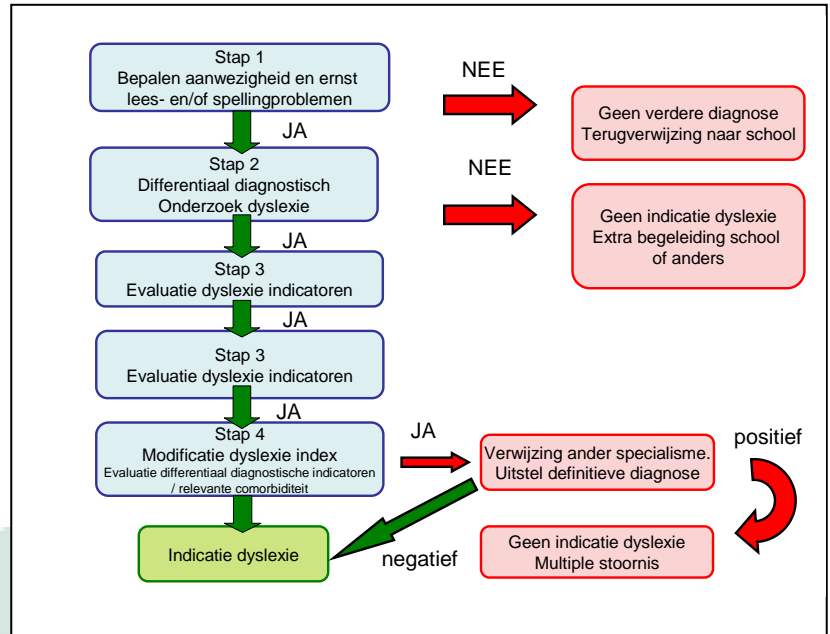 Stap 1
Bepalen aanwezigheid en ernst
lees- en/of spellingproblemen
NEE
Geen verdere diagnose
Terugverwijzing naar school
JA
Stap 2
Differentiaal diagnostisch
Onderzoek dyslexie
NEE
Geen indicatie dyslexie
Extra begeleiding school
of anders
JA
Stap 3
Evaluatie dyslexie indicatoren
JA
Stap 3
Evaluatie dyslexie indicatoren
JA
Stap 4
Modificatie dyslexie index
Evaluatie differentiaal diagnostische indicatoren
/ relevante comorbiditeit
JA
Verwijzing ander specialisme.
Uitstel definitieve diagnose
positief
Indicatie dyslexie
negatief
Geen indicatie dyslexie
Multiple stoornis